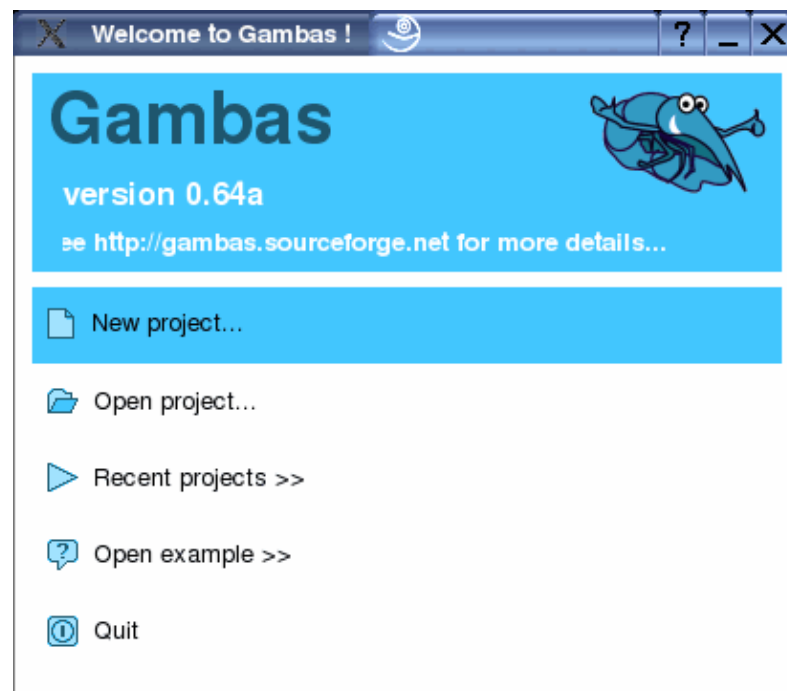 Welcome to Gambas !
Gambas
version 0.64a
ee http://gambas.sourceforge.net for more details...
New project...
Open project...
Recent projects >>
Open example >>
Quit